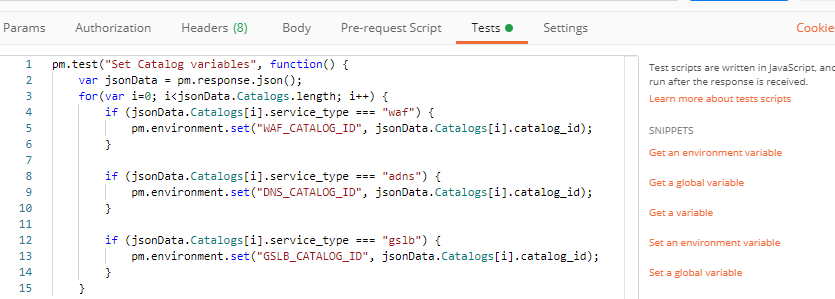 Params Authorization Headers (8) Body Pre-request Script Tests Settings Cookie
1 pm.test("Set Catalog variables", function() {
2 var jsonData = pm.response.json();
3 for(var i=0; i<jsonData.Catalogs.length; i++) {
4 if (jsonData.Catalogs[i].service_type === "waf") {
5 pm.environment.set("WAF_CATALOG_ID", jsonData.Catalogs[i].catalog_id);
6 }
7
8 if (jsonData.Catalogs[i].service_type === "adns") {
9 pm.environment.set("DNS_CATALOG_ID", jsonData.Catalogs[i].catalog_id);
10 }
11
12 if (jsonData.Catalogs[i].service_type === "gslb") {
13 pm.environment.set("GSLB_CATALOG_ID", jsonData.Catalogs[i].catalog_id);
14 }
15 }
Test scripts are written in JavaScript, and
run after the response is received.
Learn more about tests scripts
SNIPPETS
Get an environment variable
Get a global variable
Get a variable
Set an environment variable
Set a global variable